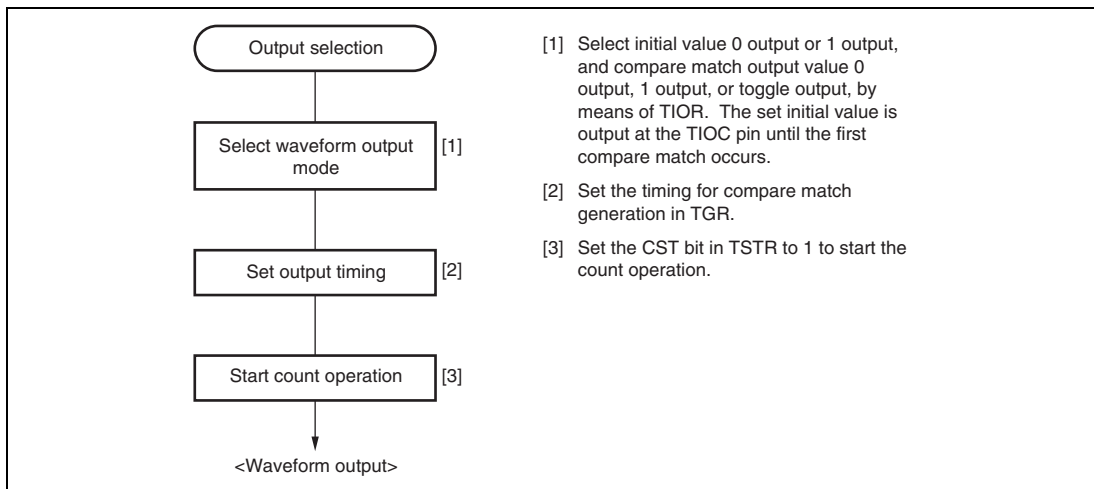 Output selection
Select waveform output
mode
[1]
Set output timing
[2]
Start count operation
[3]
<Waveform output>
[1] Select initial value 0 output or 1 output,
and compare match output value 0
output, 1 output, or toggle output, by
means of TIOR. The set initial value is
output at the TIOC pin until the first
compare match occurs.
[2] Set the timing for compare match
generation in TGR.
[3] Set the CST bit in TSTR to 1 to start the
count operation.